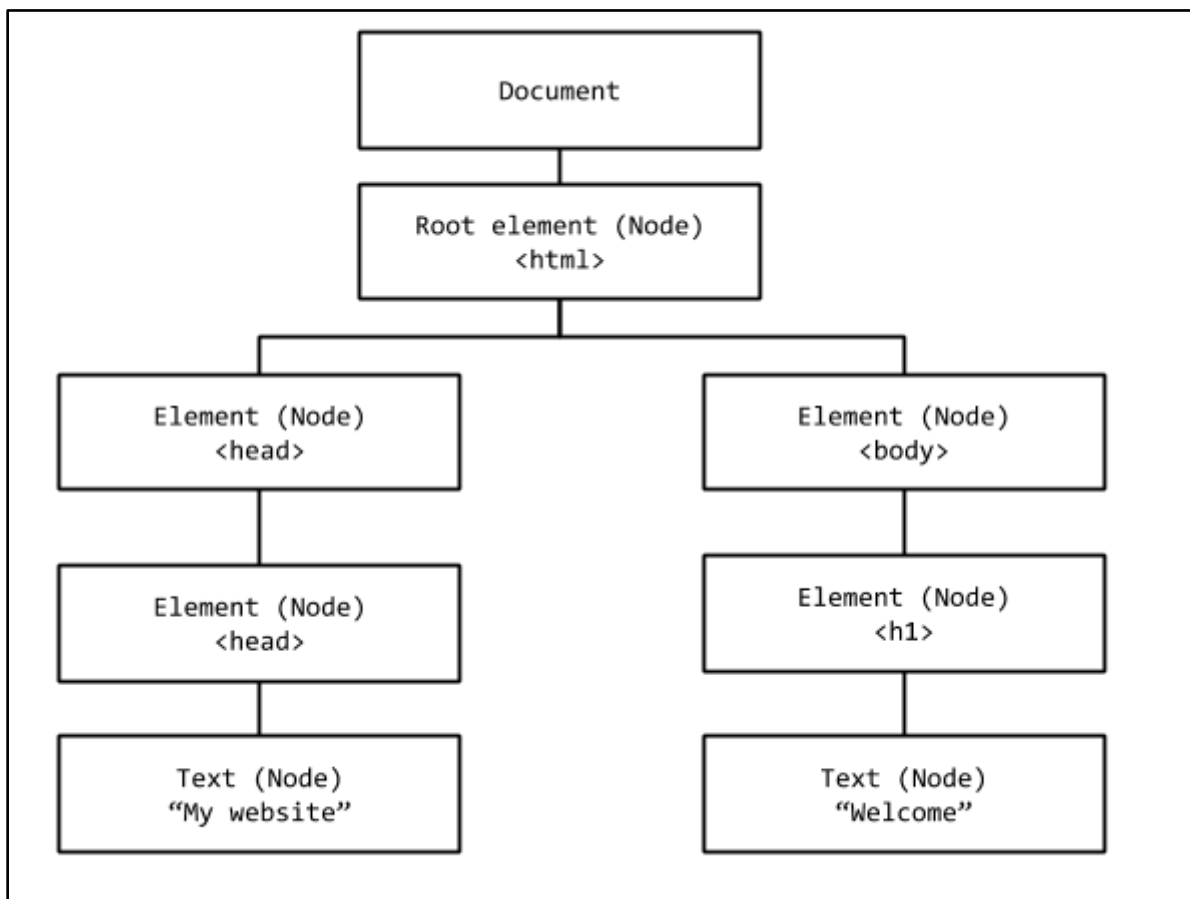 Document
Root element (Node)
<html>
Element (Node)
<head>
Element (Node)
<body>
Element (Node)
<head>
Element (Node)
<h1>
Text (Node)
“My website”
Text (Node)
“Welcome”